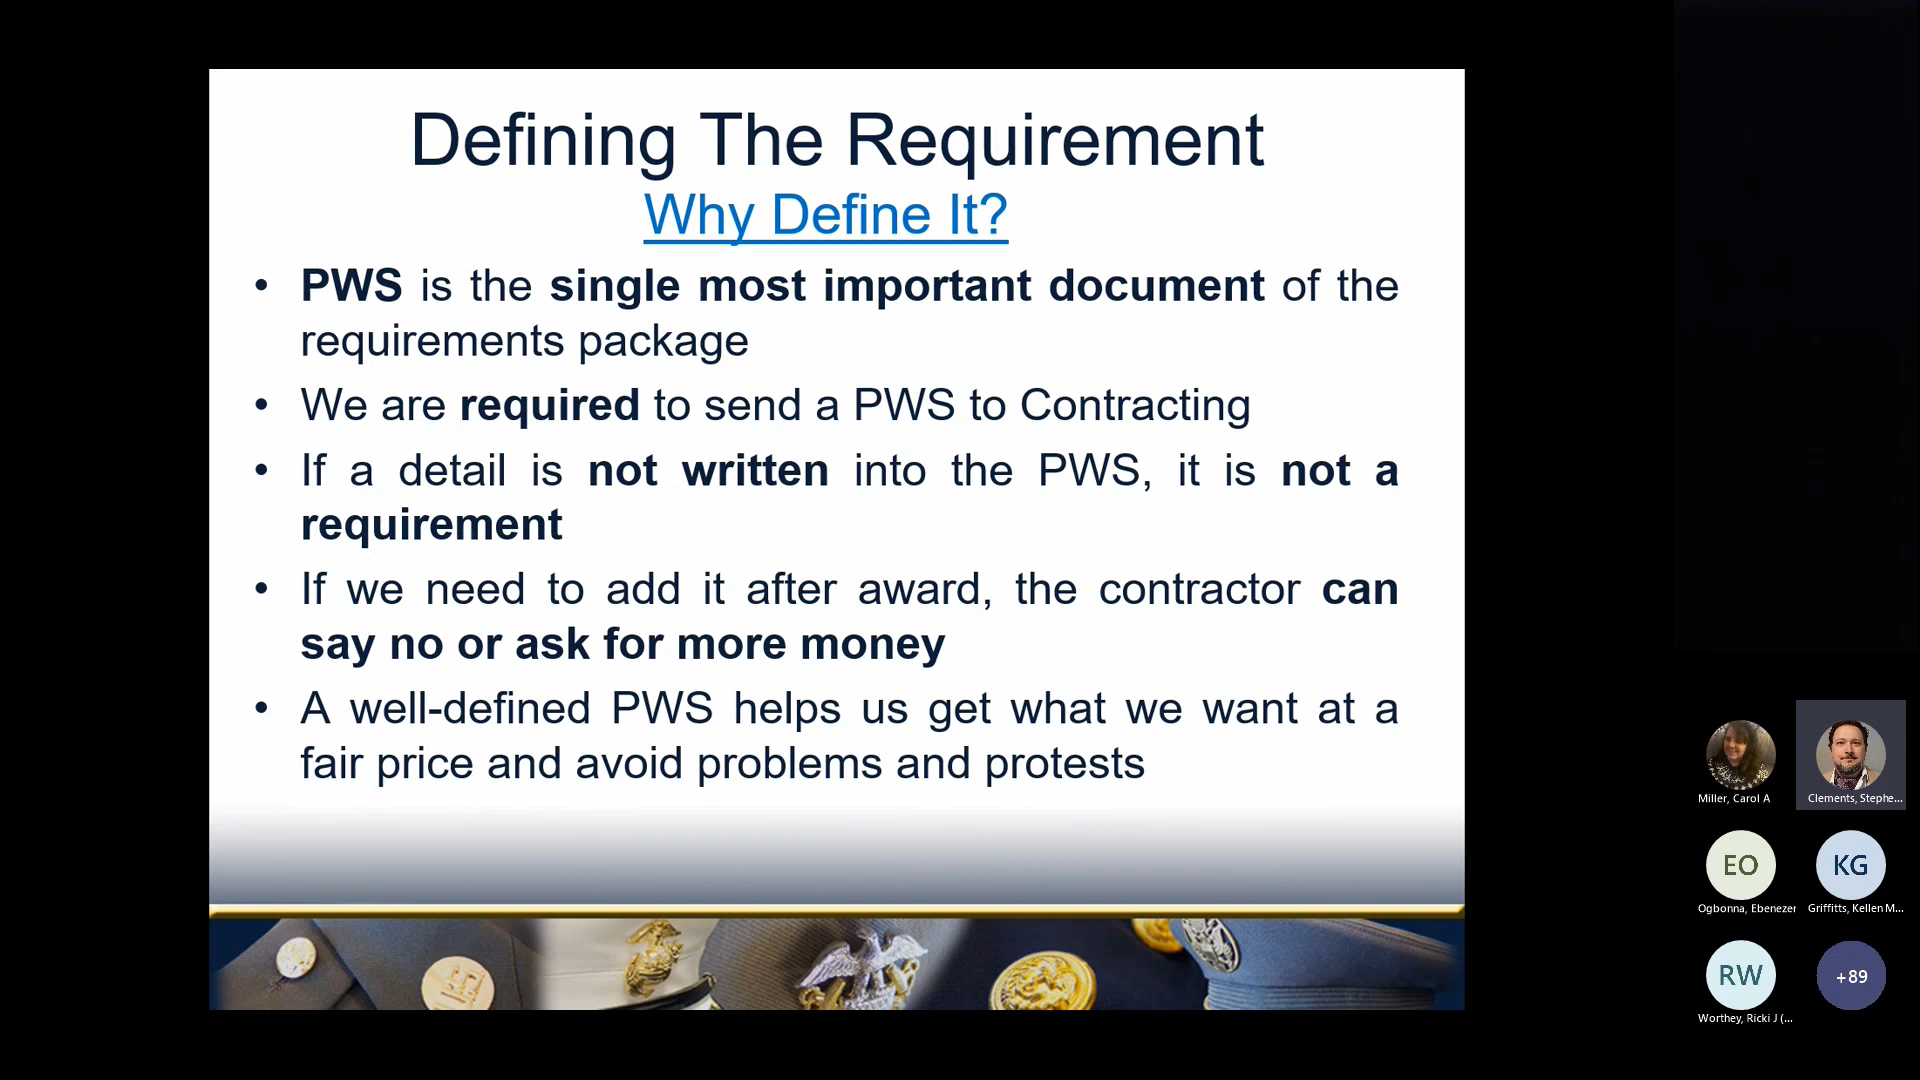 Defining The Requirement
Why Define It?
• PWS is the single most important document of the
requirements package
• We are required to send a PWS to Contracting
• If a detail is not written into the PWS, it is not a
requirement
• If we need to add it after award, the contractor can
say no or ask for more money
• A well-defined PWS helps us get what we want at a
fair price and avoid problems and protests
Miller, Carol A
Clements, Stephe...
EO
KG
Ogbonna, Ebenezer
Griffitts, Kellen M...
RW
+89
Worthey, Ricki J (...